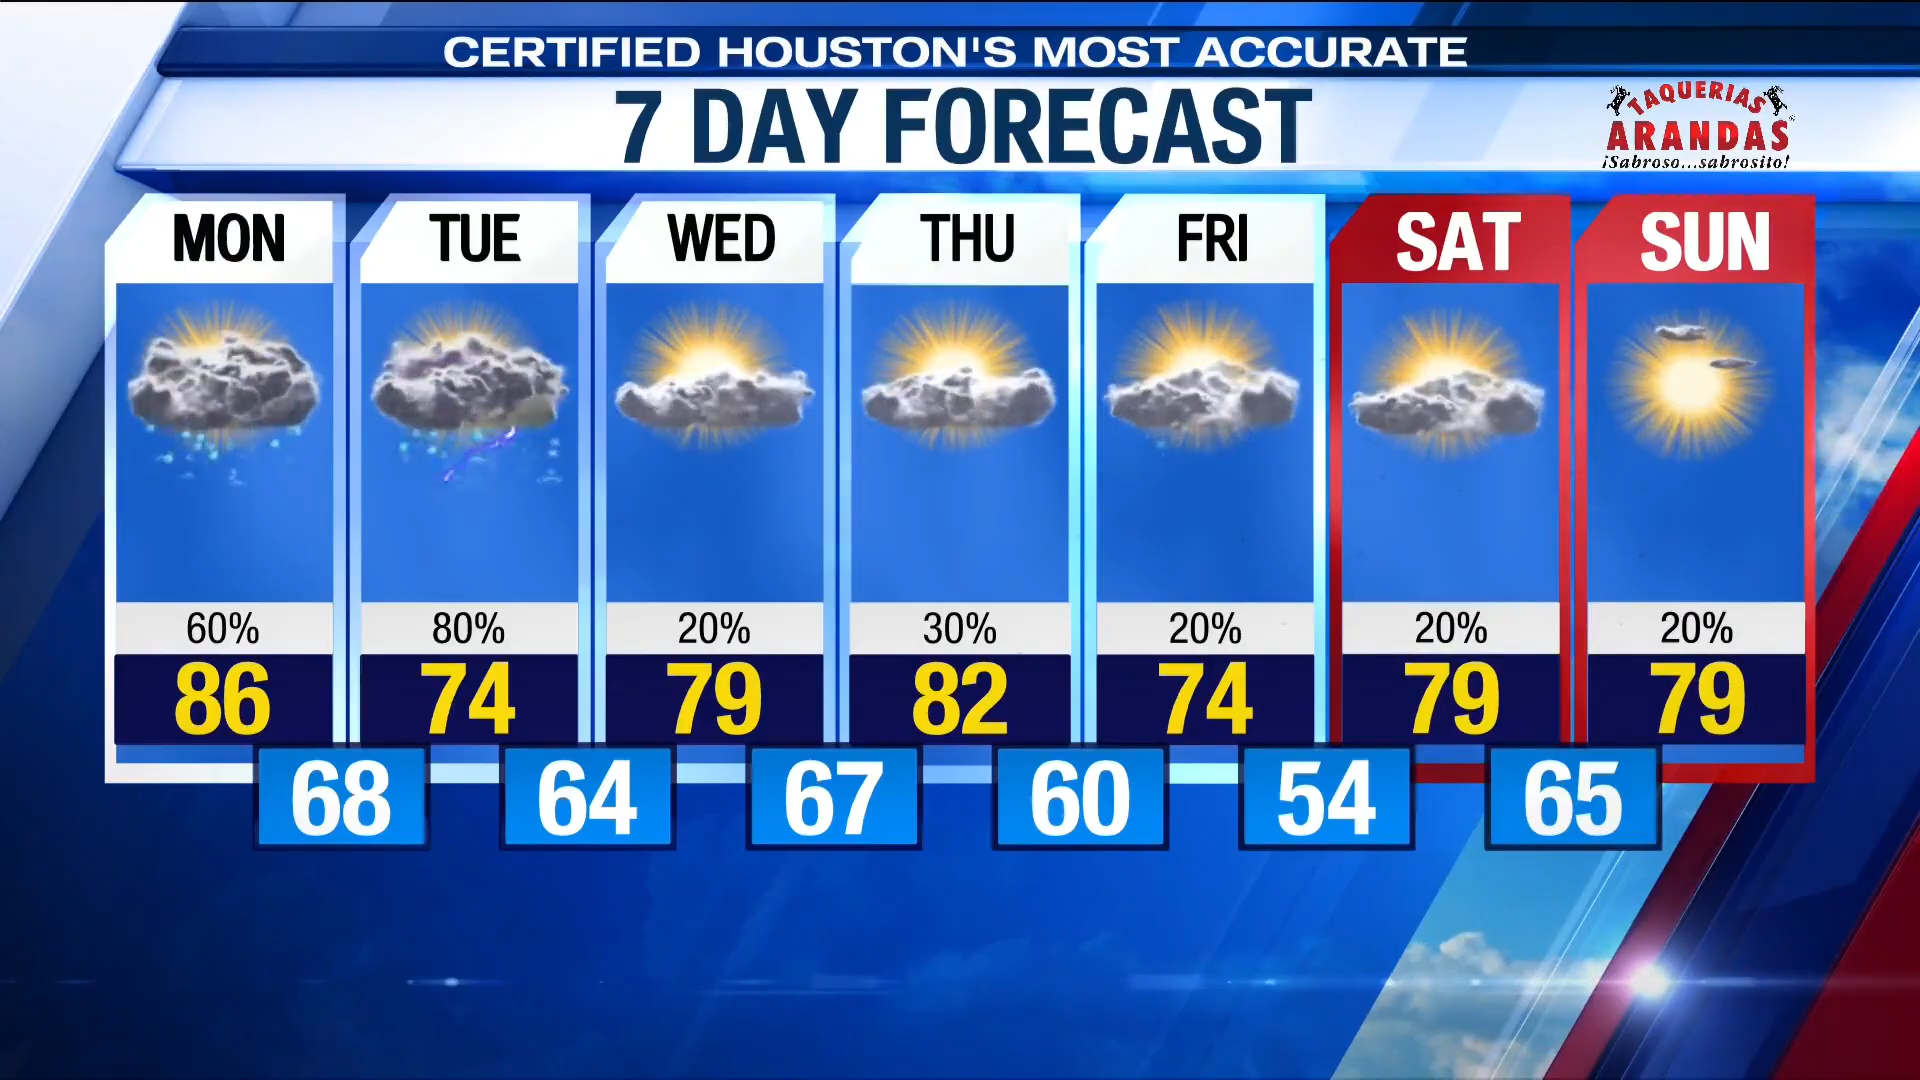 CERTIFIED HOUSTON'S MOST ACCURATE
7 DAY FORECAST
TAQUERIAS
ARANDAS
¡Sabroso...sabrosito!
MON TUE WED THU FRI SAT SUN
60% 80% 20% 30% 20% 20% 20%
86 74 79 82 74 79 79
68 64 67 60 54 65